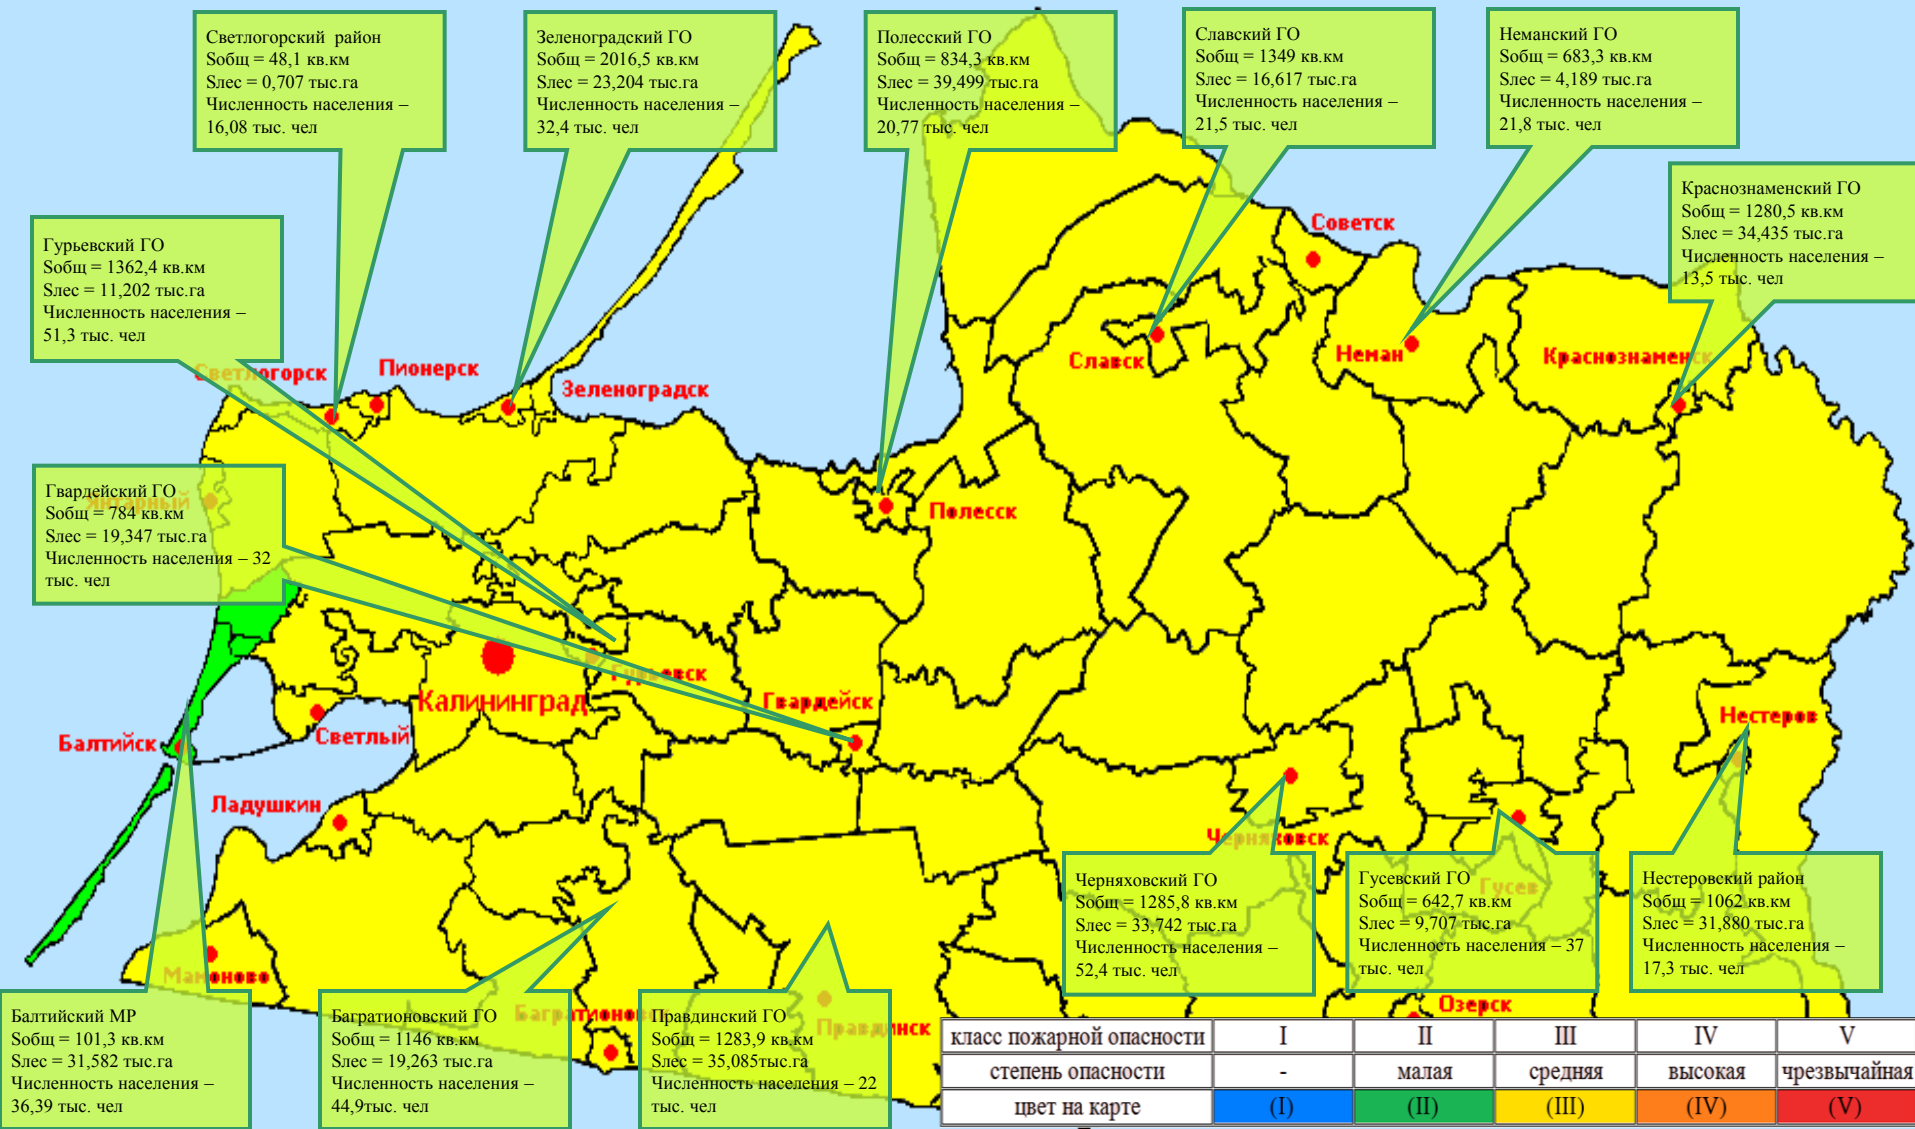 Светлогорский район
Sобщ = 48,1 кв.км
Sлес = 0,707 тыс.га
Численность населения –
16,08 тыс. чел
Зеленоградский ГО
Sобщ = 2016,5 кв.км
Sлес = 23,204 тыс.га
Численность населения –
32,4 тыс. чел
Полесский ГО
Sобщ = 834,3 кв.км
Sлес = 39,499 тыс.га
Численность населения –
20,77 тыс. чел
Славский ГО
Sобщ = 1349 кв.км
Sлес = 16,617 тыс.га
Численность населения –
21,5 тыс. чел
Неманский ГО
Sобщ = 683,3 кв.км
Sлес = 4,189 тыс.га
Численность населения –
21,8 тыс. чел
Краснознаменский ГО
Sобщ = 1280,5 кв.км
Sлес = 34,435 тыс.га
Численность населения –
13,5 тыс. чел
Гурьевский ГО
Sобщ = 1362,4 кв.км
Sлес = 11,202 тыс.га
Численность населения –
51,3 тыс. чел
Советск
Славск
Неман
Краснознаменск
Светлогорск
Пионерск
Зеленоградск
Гвардейский ГО
Sобщ = 784 кв.км
Sлес = 19,347 тыс.га
Численность населения – 32
тыс. чел
Янтарный
Полесск
Гурьевск
Калининград
Гвардейск
Нестеров
Балтийск
Светлый
Ладушкин
Черняховск
Гусев
Мамоново
Багратионовск
Правдинск
Озерск
Черняховский ГО
Sобщ = 1285,8 кв.км
Sлес = 33,742 тыс.га
Численность населения –
52,4 тыс. чел
Гусевский ГО
Sобщ = 642,7 кв.км
Sлес = 9,707 тыс.га
Численность населения – 37
тыс. чел
Нестеровский район
Sобщ = 1062 кв.км
Sлес = 31,880 тыс.га
Численность населения –
17,3 тыс. чел
Балтийский МР
Sобщ = 101,3 кв.км
Sлес = 31,582 тыс.га
Численность населения –
36,39 тыс. чел
Багратионовский ГО
Sобщ = 1146 кв.км
Sлес = 19,263 тыс.га
Численность населения –
44,9тыс. чел
Правдинский ГО
Sобщ = 1283,9 кв.км
Sлес = 35,085тыс.га
Численность населения – 22
тыс. чел
класс пожарной опасности I II III IV V
степень опасности - малая средняя высокая чрезвычайная
цвет на карте (I) (II) (III) (IV) (V)